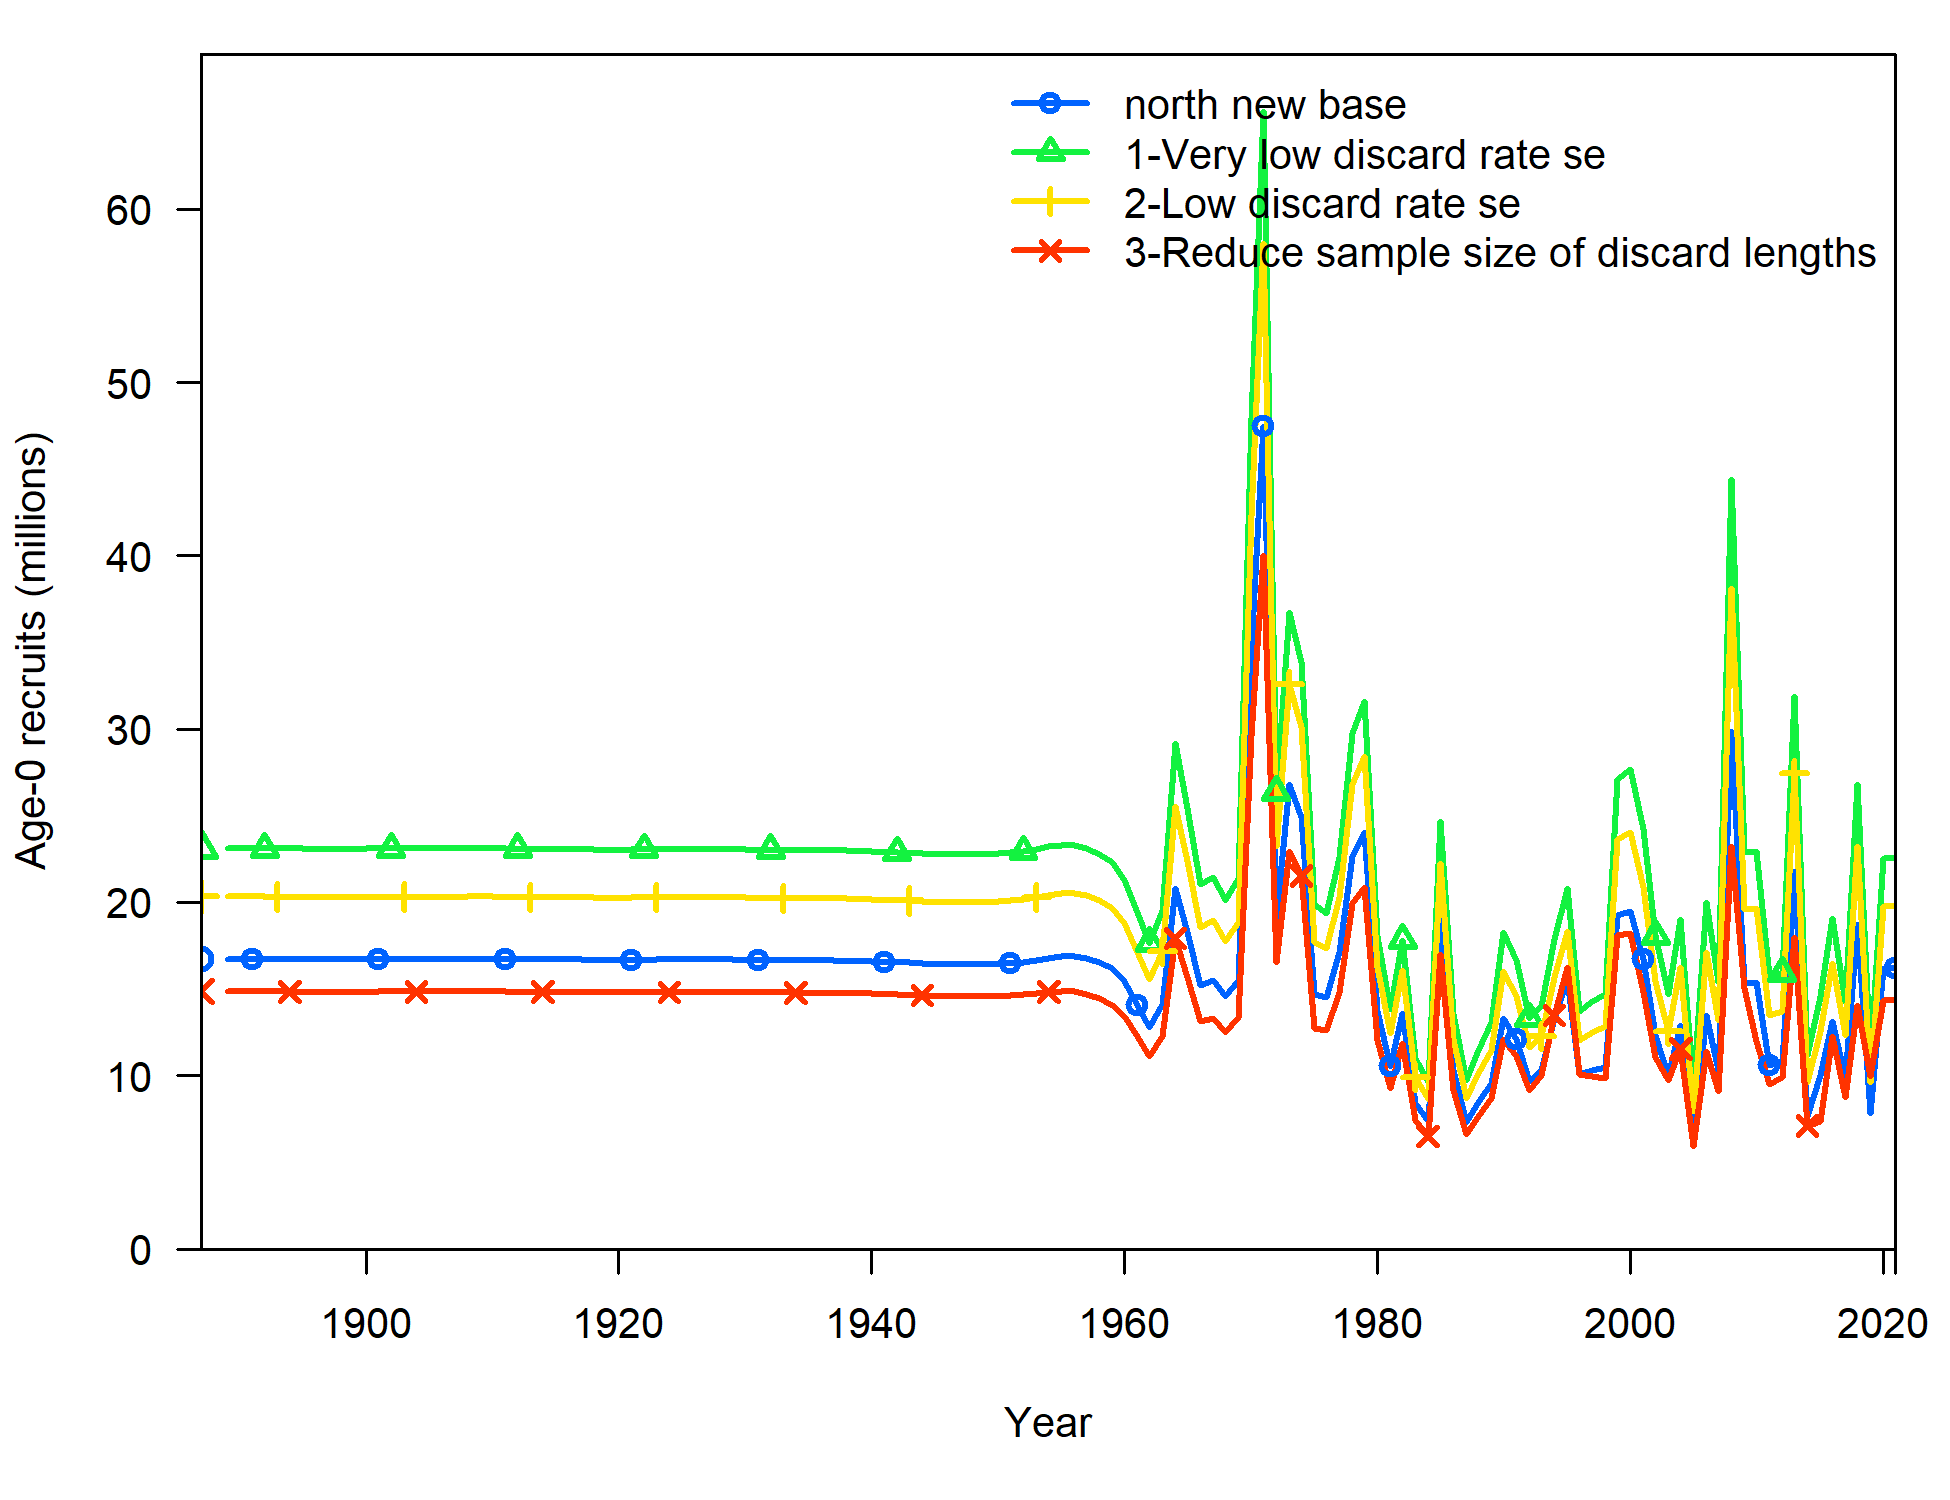 north new base
1-Very low discard rate se
2-Low discard rate se
3-Reduce sample size of discard lengths
Age-0 recruits (millions)
60
50
40
30
20
10
0
1900 1920 1940 1960 1980 2000 2020
Year